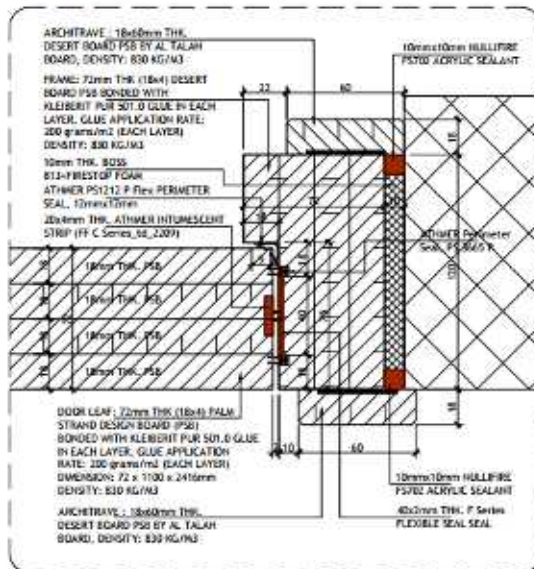 ARCHITRAVE : 18x60mm THK.
DESERT BOARD PSB BY AL TALAH
BOARD, DENSITY: 830 KG/M3
FRAME: 72mm THK (18x4) DESERT
BOARD PSB BONDED WITH
KLEIBERIT PUR 501.0 GLUE IN EACH
LAYER, GLUE APPLICATION RATE:
200 grams/m2 (EACH LAYER)
DENSITY: 830 KG/M3
10mm THK. BOSS
813-FIRESTOP FOAM
ATHMER PS1212 P Flex PERIMETER
SEAL, 12mmx12mm
20x4mm THK. ATHMER INTUMESCENT
STRIP (FF C Series_68_2209)
10mmx10mm NULLIFIRE
FS702 ACRYLIC SEALANT
22
60
18
ATHMER Perimeter
18mm THK. PSB
18mm THK. PSB
18mm THK. PSB
18mm THK. PSB
18
18
18
18
40
18
DOOR LEAF: 72mm THK (18x4) PALM
STRAND DESIGN BOARD (PSB)
BONDED WITH KLEIBERIT PUR 501.0 GLUE
IN EACH LAYER, GLUE APPLICATION
RATE: 200 grams/m2 (EACH LAYER)
DIMENSION: 72 x 1100 x 2416mm
DENSITY: 830 KG/M3
10
60
ARCHITRAVE : 18x60mm THK.
DESERT BOARD PSB BY AL TALAH
BOARD, DENSITY: 830 KG/M3
10mmx10mm NULLIFIRE
FS702 ACRYLIC SEALANT
40x2mm THK. F Series
FLEXIBLE SEAL SEAL